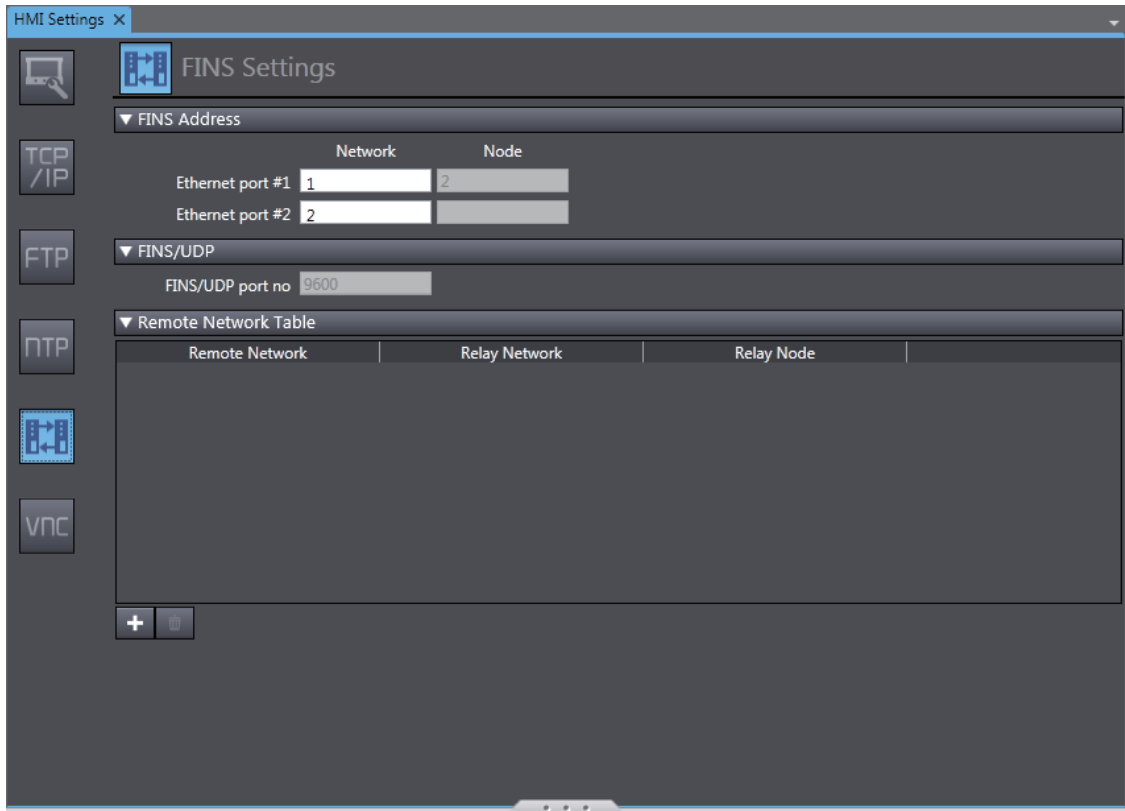 HMI Settings
FINS Settings
FINS Address
Network Node
Ethernet port #1 1 2
Ethernet port #2 2
FINS/UDP
FINS/UDP port no 9600
Remote Network Table
Remote Network Relay Network Relay Node
TCP
/IP
FTP
NTP
VNC